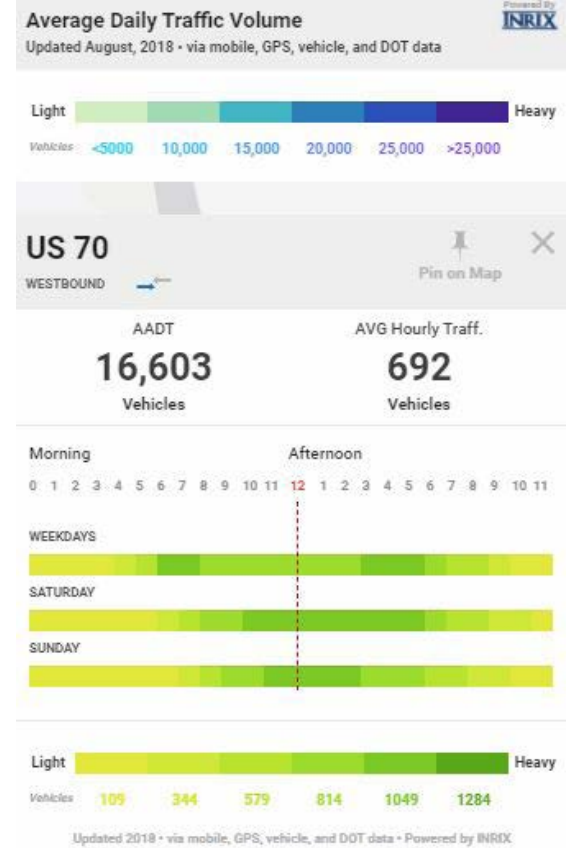 Powered By
Average Daily Traffic Volume
INRIX
Updated August, 2018 • via mobile, GPS, vehicle, and DOT data
Light Heavy
Vehicles <5000 10,000 15,000 20,000 25,000 >25,000
US 70
WESTBOUND
Pin on Map
AADT AVG Hourly Traff.
16,603 692
Vehicles Vehicles
Morning Afternoon
0 1 2 3 4 5 6 7 8 9 10 11 12 1 2 3 4 5 6 7 8 9 10 11
WEEKDAYS
SATURDAY
SUNDAY
Light Heavy
Vehicles 109 344 579 814 1049 1284
Updated 2018 • via mobile, GPS, vehicle, and DOT data • Powered by INRIX